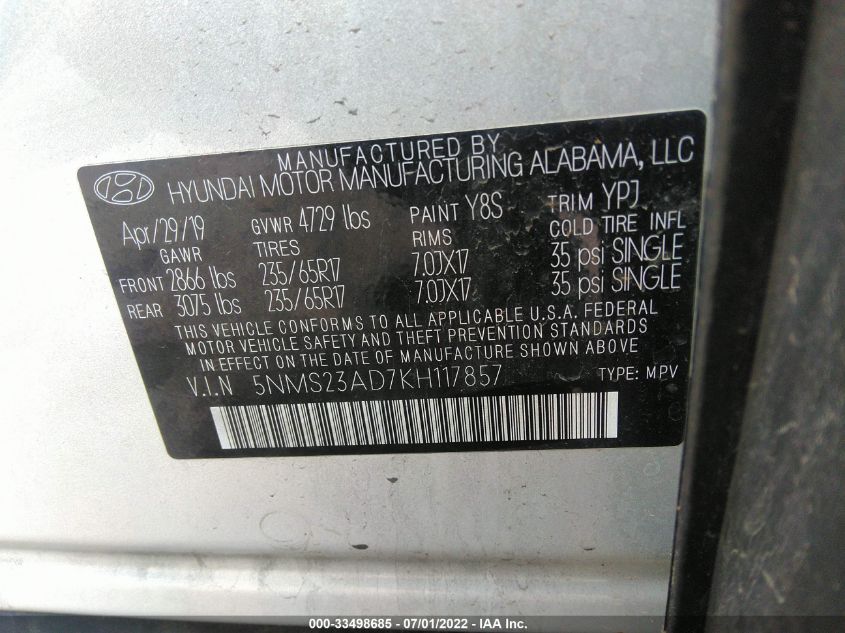 MANUFACTURED BY
HYUNDAI MOTOR MANUFACTURING ALABAMA, LLC
Apr/29/19 GVWR 4729 lbs PAINT Y8S TRIM YPJ
GAWR TIRES RIMS COLD TIRE INFL
FRONT 2866 lbs 235/65R17 7.0JX17 35 psi SINGLE
REAR 3075 lbs 235/65R17 7.0JX17 35 psi SINGLE
THIS VEHICLE CONFORMS TO ALL APPLICABLE U.S.A. FEDERAL
MOTOR VEHICLE SAFETY AND THEFT PREVENTION STANDARDS
IN EFFECT ON THE DATE OF MANUFACTURE SHOWN ABOVE.
V.I.N 5NMS23AD7KH117857 TYPE: MPV
000-33498685 - 07/01/2022 - IAA Inc.